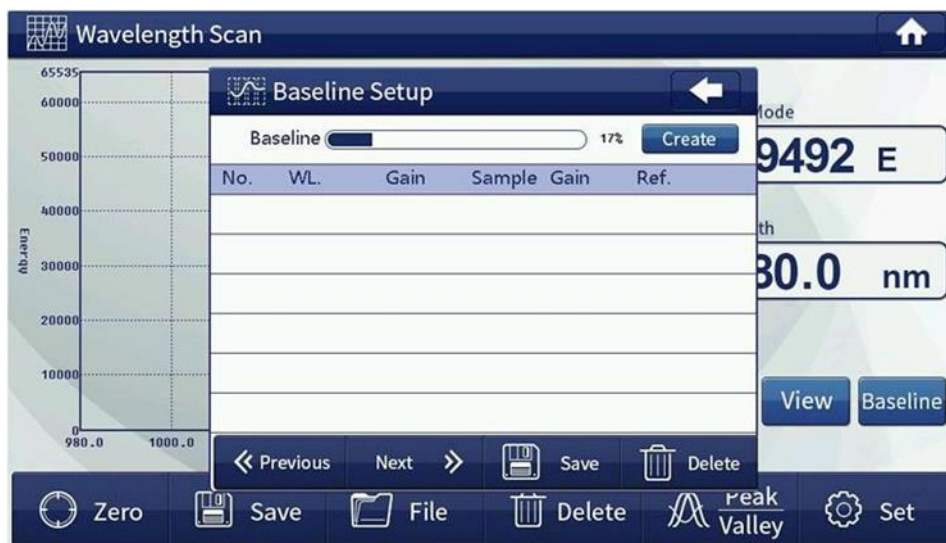 Wavelength Scan
65535
60000
50000
40000
30000
20000
10000
0
Energy
980.0 1000.0
Baseline Setup
Baseline 17% Create
No. WL. Gain Sample Gain Ref.
Previous Next Save Delete
Mode
9492 E
th
30.0 nm
View Baseline
Zero Save File Delete Peak Valley Set